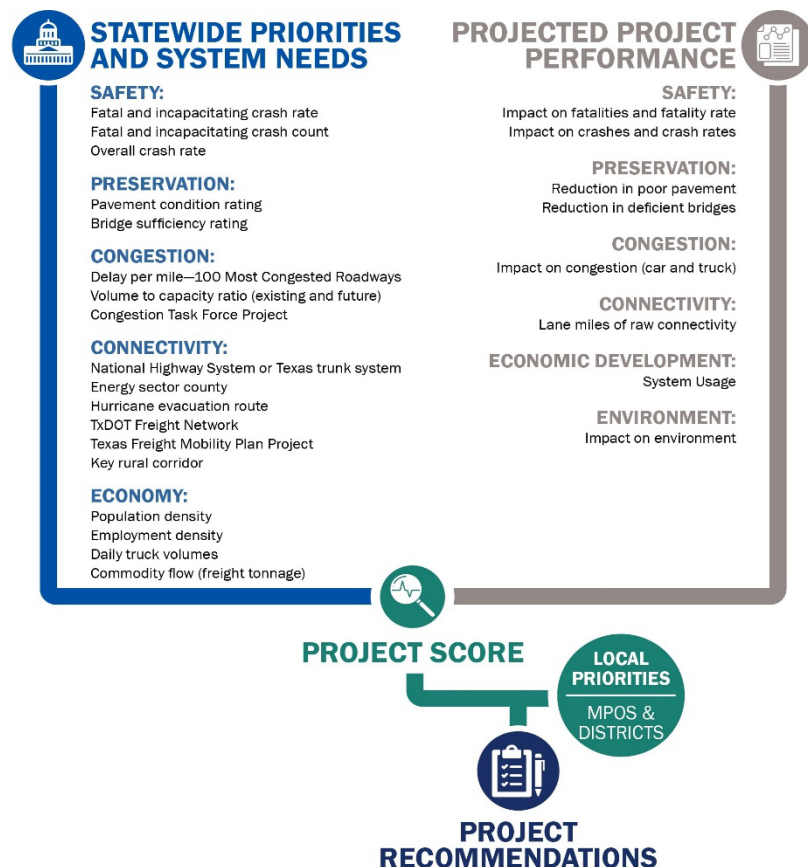 STATEWIDE PRIORITIES
AND SYSTEM NEEDS
SAFETY:
Fatal and incapacitating crash rate
Fatal and incapacitating crash count
Overall crash rate
PRESERVATION:
Pavement condition rating
Bridge sufficiency rating
CONGESTION:
Delay per mile—100 Most Congested Roadways
Volume to capacity ratio (existing and future)
Congestion Task Force Project
CONNECTIVITY:
National Highway System or Texas trunk system
Energy sector county
Hurricane evacuation route
TxDOT Freight Network
Texas Freight Mobility Plan Project
Key rural corridor
ECONOMY:
Population density
Employment density
Daily truck volumes
Commodity flow (freight tonnage)
PROJECTED PROJECT
PERFORMANCE
SAFETY:
Impact on fatalities and fatality rate
Impact on crashes and crash rates
PRESERVATION:
Reduction in poor pavement
Reduction in deficient bridges
CONGESTION:
Impact on congestion (car and truck)
CONNECTIVITY:
Lane miles of raw connectivity
ECONOMIC DEVELOPMENT:
System Usage
ENVIRONMENT:
Impact on environment
PROJECT SCORE
LOCAL
PRIORITIES
MPOS &
DISTRICTS
PROJECT
RECOMMENDATIONS